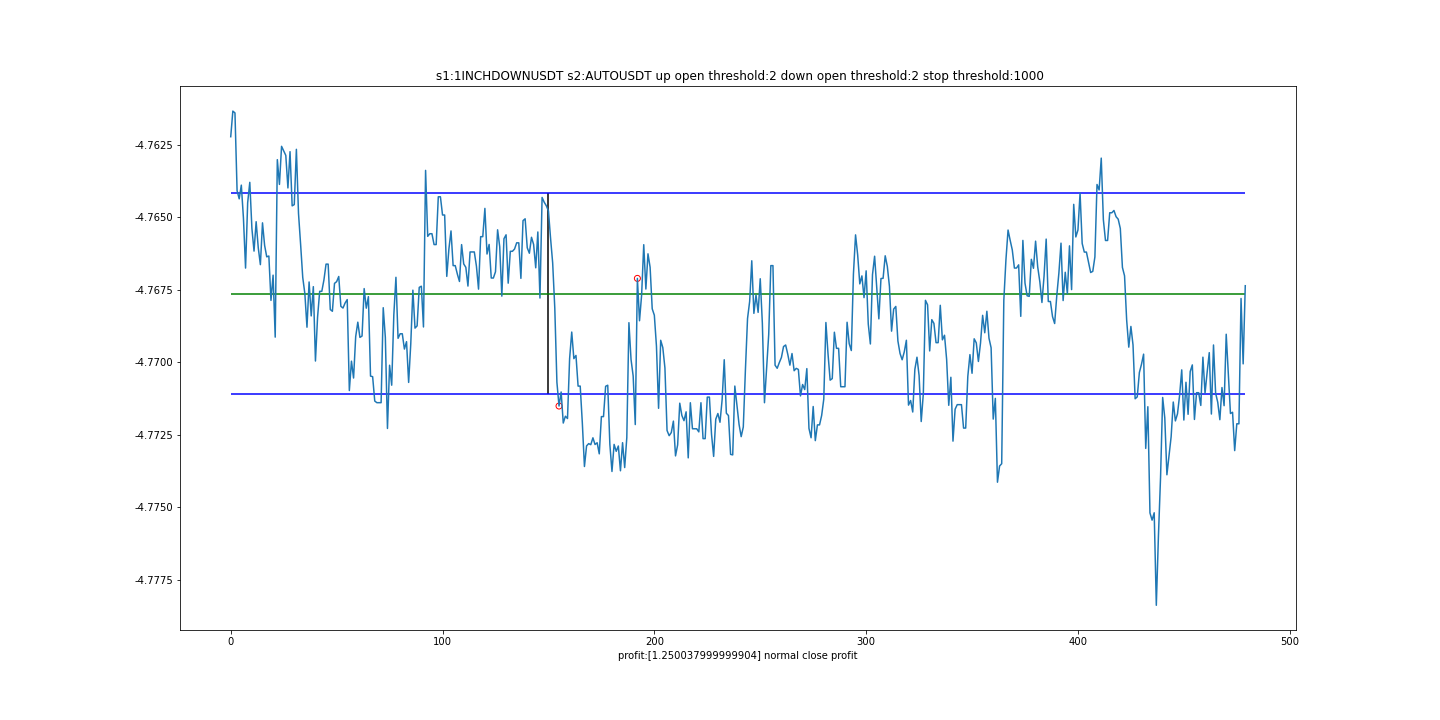 s1:1INCHDOWNUSDT s2:AUTOUSDT up open threshold:2 down open threshold:2 stop threshold:1000
-4.7625
-4.7650
-4.7675
-4.7700
-4.7725
-4.7750
-4.7775
0 100 200 300 400 500
profit:[1.250037999999904] normal close profit